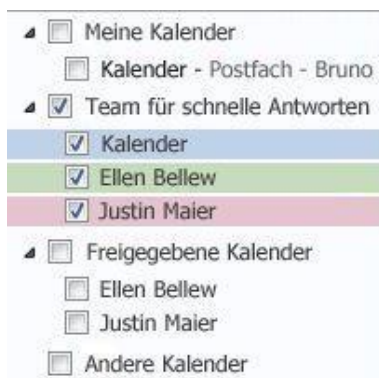 Meine Kalender
Kalender - Postfach - Bruno
Team für schnelle Antworten
Kalender
Ellen Bellew
Justin Maier
Freigegebene Kalender
Ellen Bellew
Justin Maier
Andere Kalender